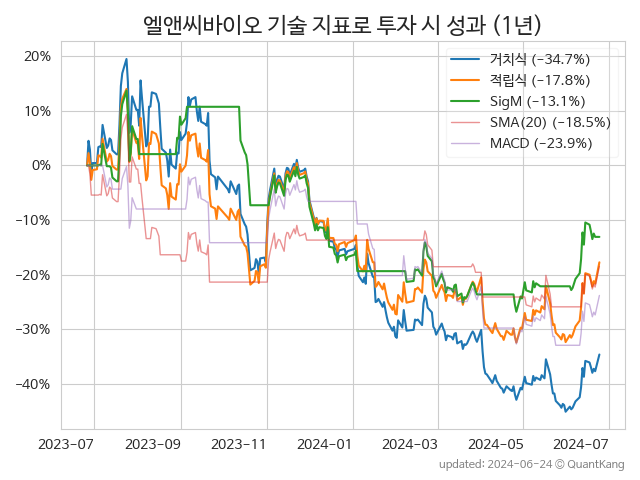 엘앤씨바이오 기술 지표로 투자 시 성과 (1년)
거치식 (−34.7%)
적립식 (−17.8%)
SigM (−13.1%)
SMA(20) (−18.5%)
MACD (−23.9%)
20%
10%
0%
−10%
−20%
−30%
−40%
2023-07 2023-09 2023-11 2024-01 2024-03 2024-05 2024-07
updated: 2024-06-24 ⓒ QuantKang